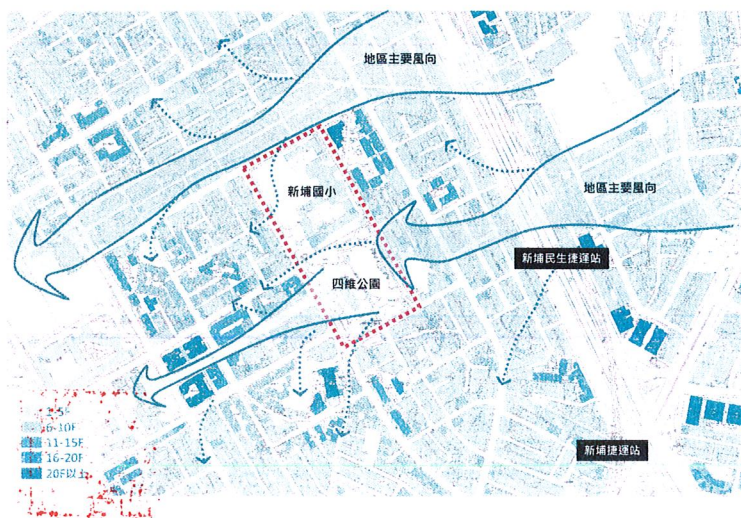 地區主要風向
新埔國小
地區主要風向
新埔民生捷運站
四維公園
1-5F
6-10F
11-15F
16-20F
20F以上
新埔捷運站